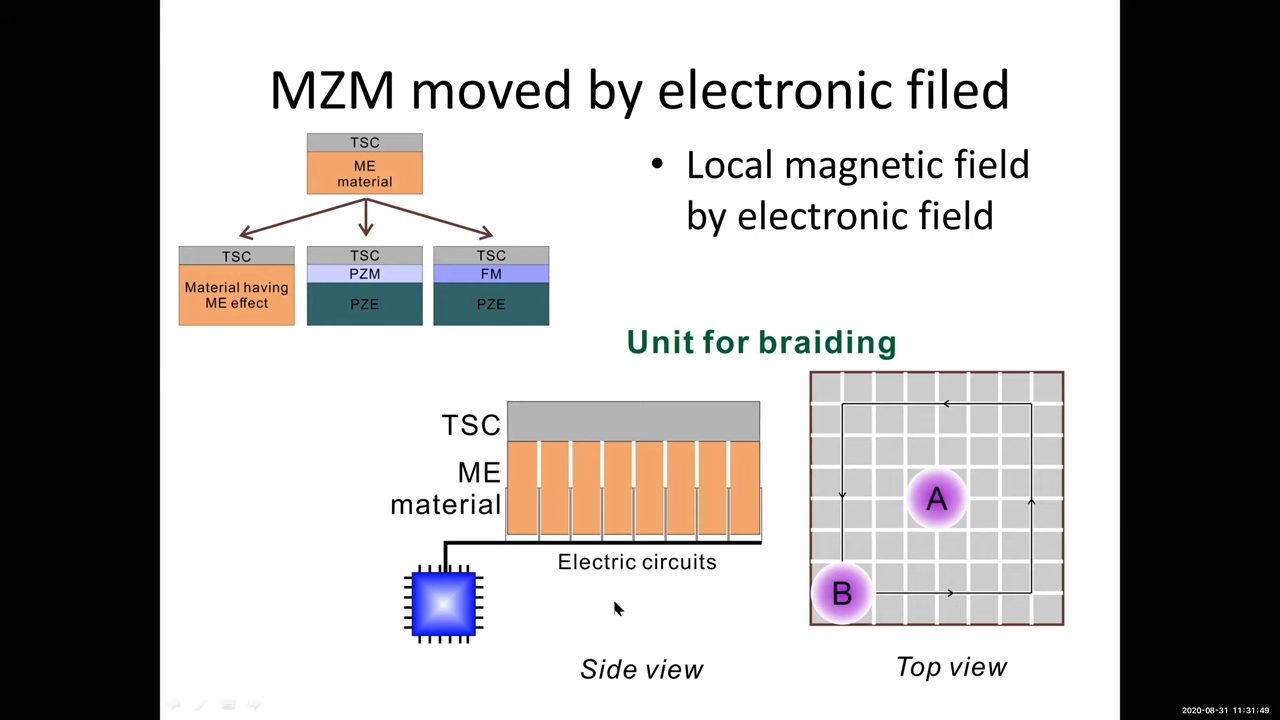 MZM moved by electronic filed
TSC
ME
material
TSC
Material having
ME effect
TSC
PZM
PZE
TSC
FM
PZE
• Local magnetic field
by electronic field
Unit for braiding
TSC
ME
material
Electric circuits
Side view
A
B
Top view
2020-08-31 11:31:49